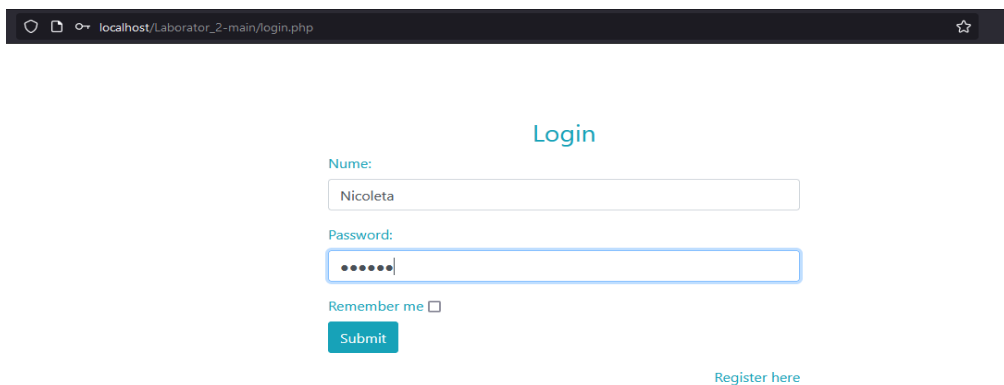 localhost/Laborator_2-main/login.php
Login
Nume:
Nicoleta
Password:
••••••
Remember me
Submit
Register here